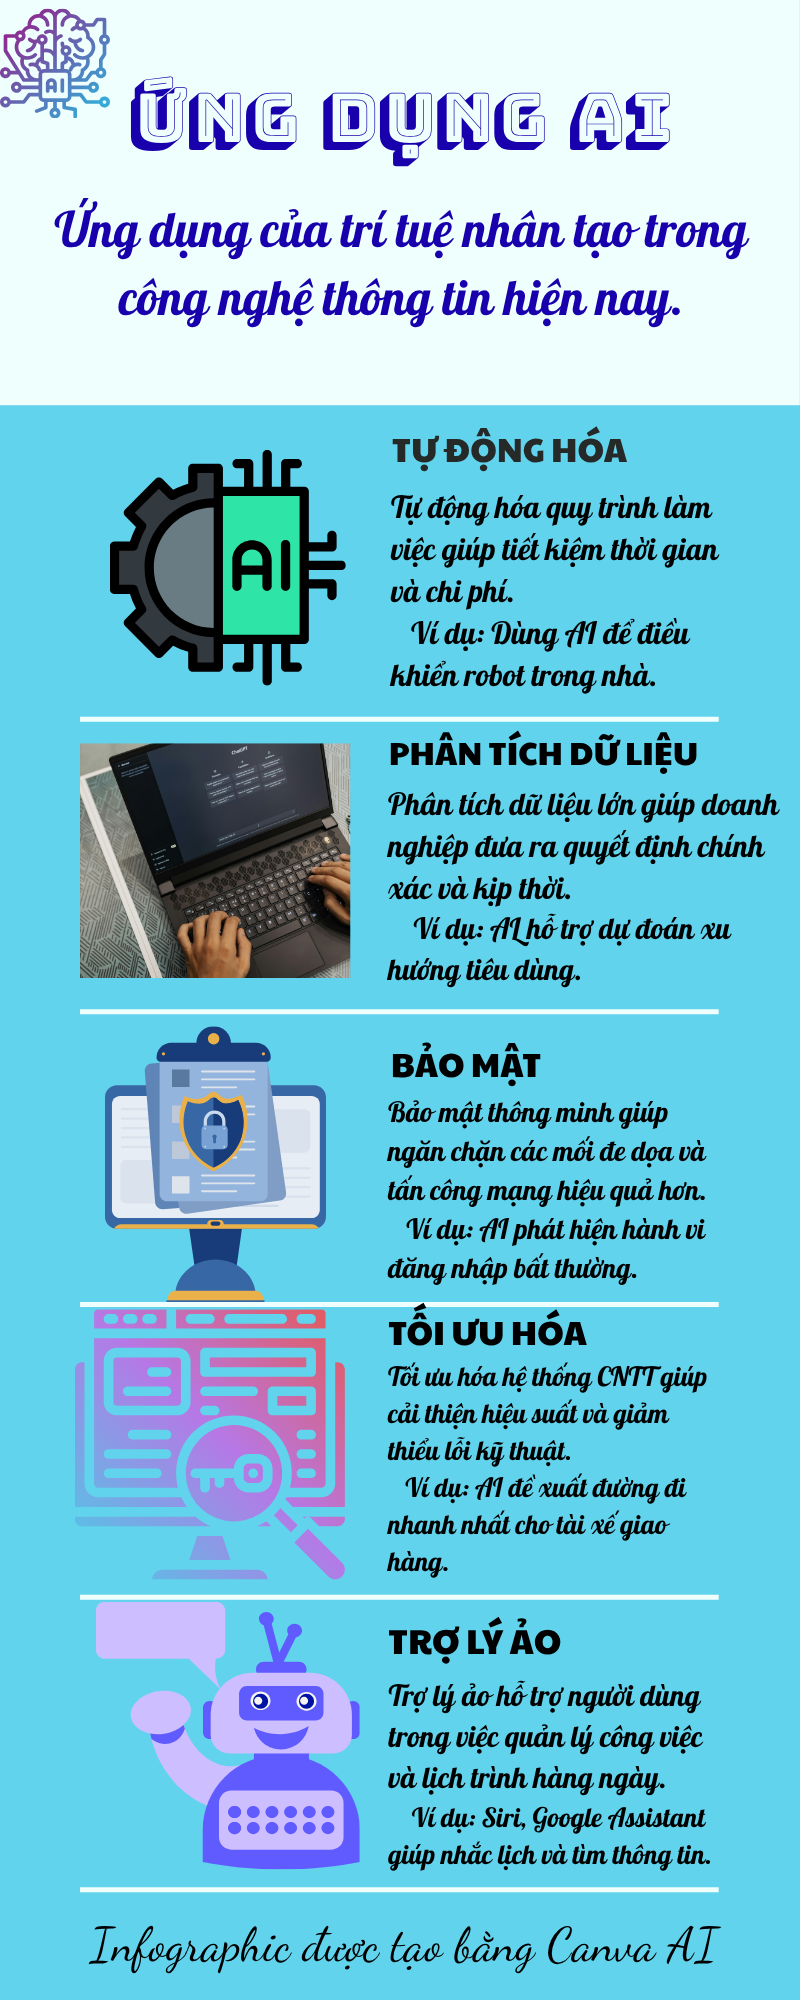 AI
ỨNG DỤNG AI
Ứng dụng của trí tuệ nhân tạo trong
công nghệ thông tin hiện nay.
AI
TỰ ĐỘNG HÓA
Tự động hóa quy trình làm
việc giúp tiết kiệm thời gian
và chi phí.
Ví dụ: Dùng AI để điều
khiển robot trong nhà.
ChatGPT
PHÂN TÍCH DỮ LIỆU
Phân tích dữ liệu lớn giúp doanh
nghiệp đưa ra quyết định chính
xác và kịp thời.
Ví dụ: AI hỗ trợ dự đoán xu
hướng tiêu dùng.
BẢO MẬT
Bảo mật thông minh giúp
ngăn chặn các mối đe dọa và
tấn công mạng hiệu quả hơn.
Ví dụ: AI phát hiện hành vi
đăng nhập bất thường.
TỐI ƯU HÓA
Tối ưu hóa hệ thống CNTT giúp
cải thiện hiệu suất và giảm
thiểu lỗi kỹ thuật.
Ví dụ: AI đề xuất đường đi
nhanh nhất cho tài xế giao
hàng.
TRỢ LÝ ẢO
Trợ lý ảo hỗ trợ người dùng
trong việc quản lý công việc
và lịch trình hàng ngày.
Ví dụ: Siri, Google Assistant
giúp nhắc lịch và tìm thông tin.
Infographic được tạo bằng Canva AI